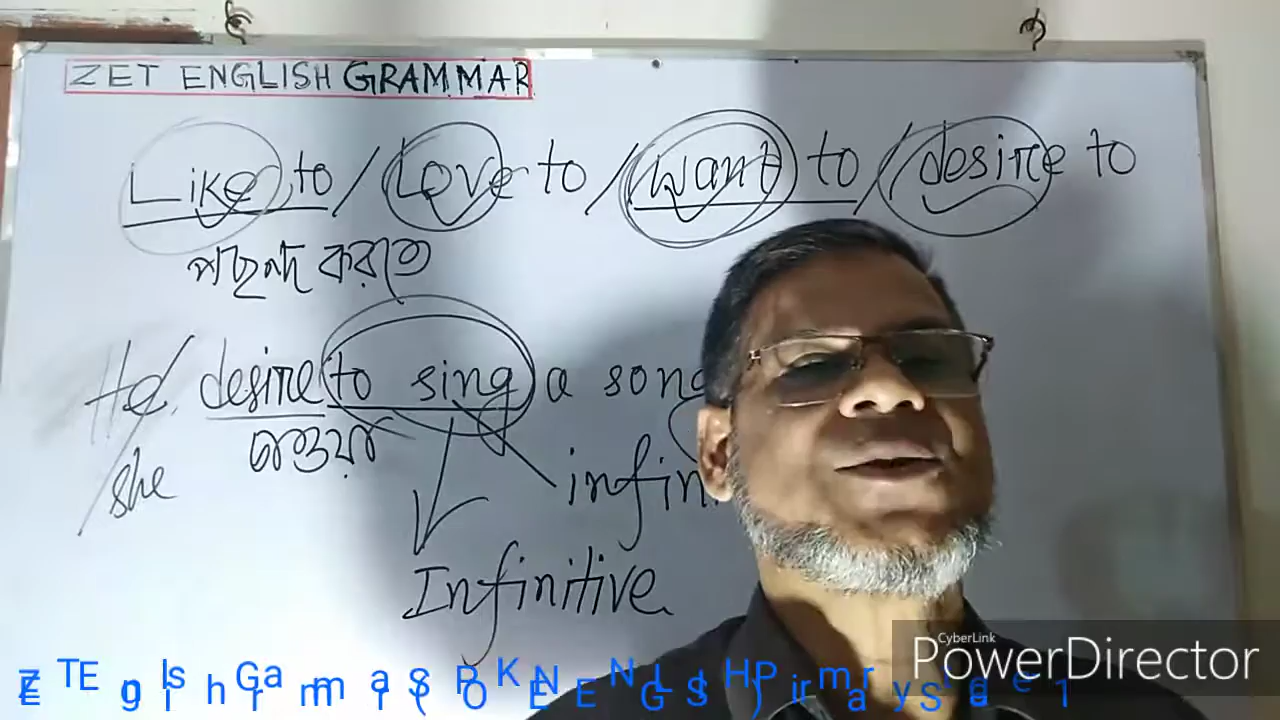 ZET ENGLISH GRAMMAR
Like to / Love to / want to / desire to
পছন্দ করতে
He desire to sing a song
she
infin
Infinitive
CyberLink
PowerDirector